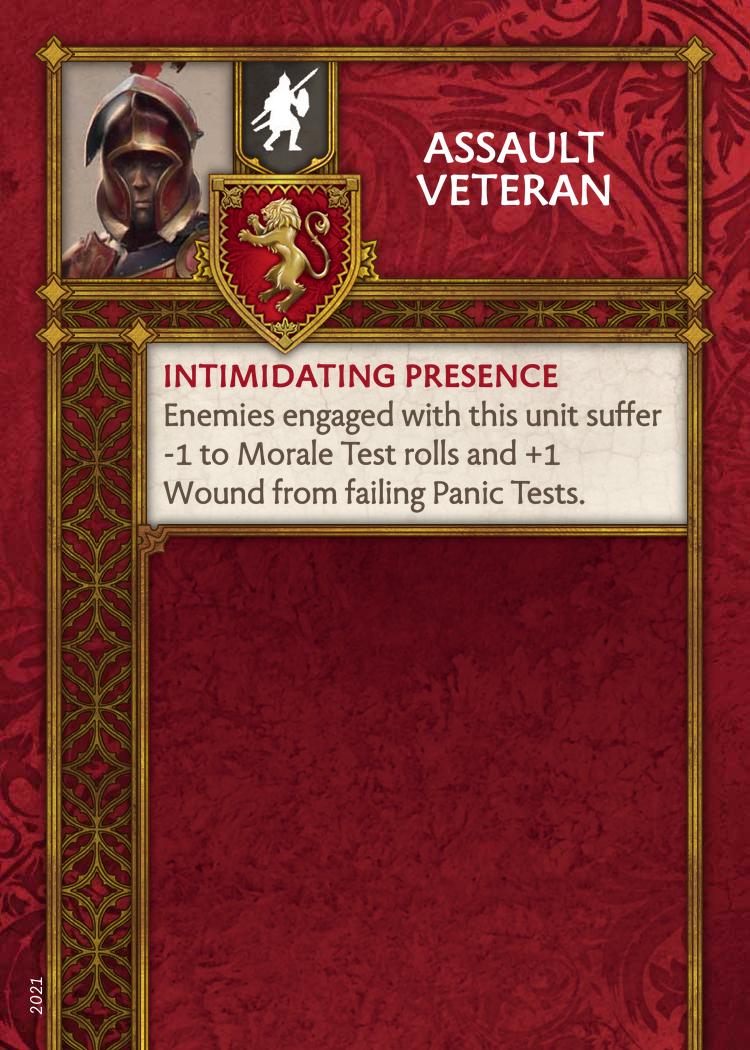 ASSAULT
VETERAN
INTIMIDATING PRESENCE
Enemies engaged with this unit suffer
-1 to Morale Test rolls and +1
Wound from failing Panic Tests.
2021